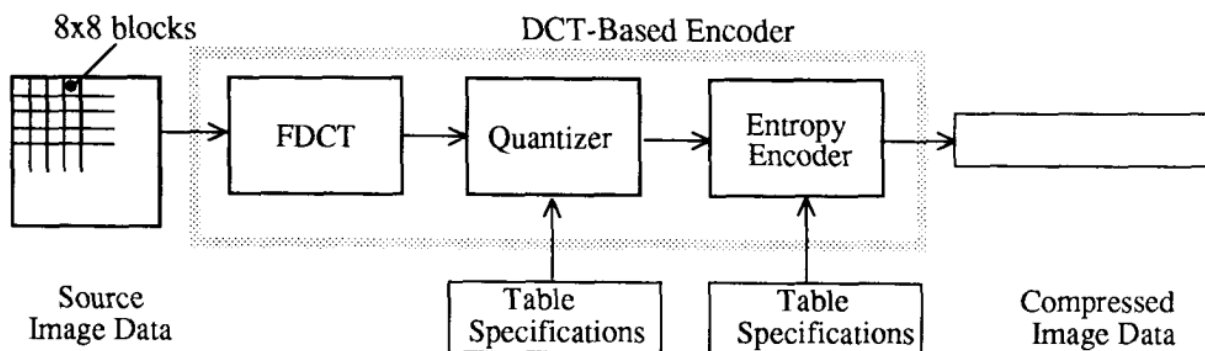 8x8 blocks
DCT-Based Encoder
FDCT
Quantizer
Entropy
Encoder
Source
Image Data
Table
Specifications
Table
Specifications
Compressed
Image Data